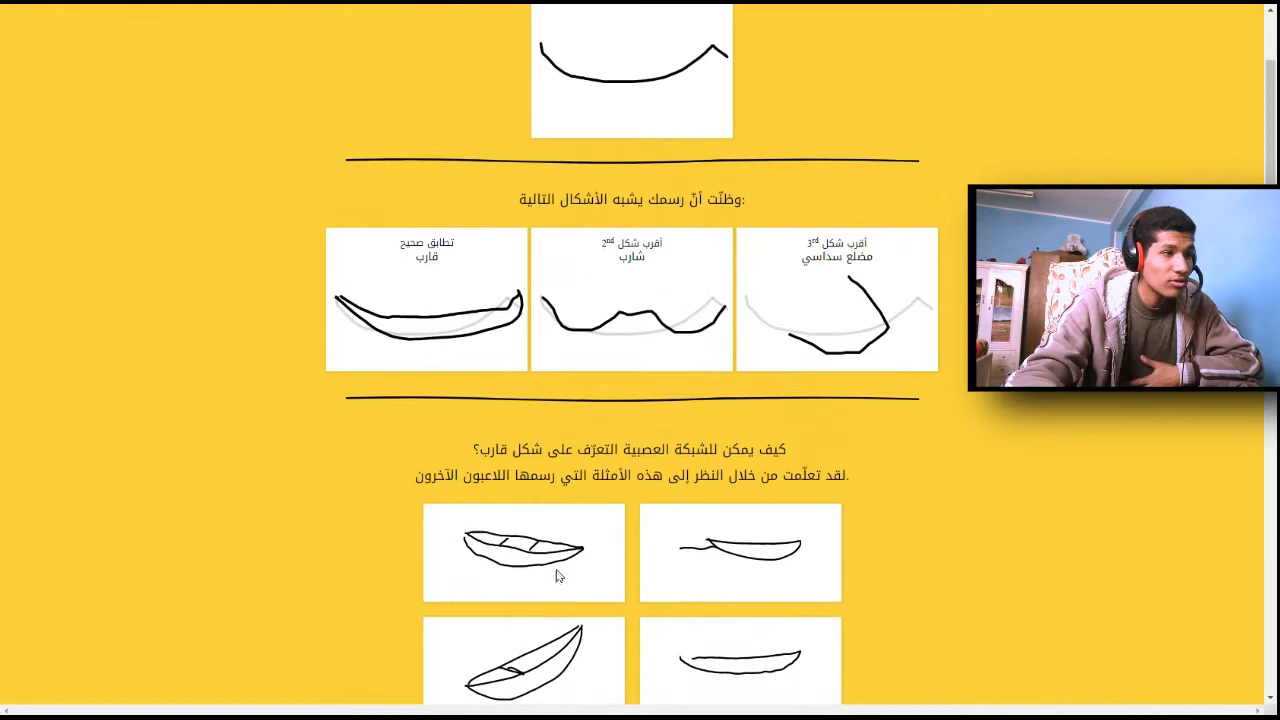 وظنّت أنّ رسمك يشبه الأشكال التالية:
تطابق صحيح
قارب
أقرب شكل 2nd
شارب
أقرب شكل 3rd
مضلع سداسي
كيف يمكن للشبكة العصبية التعرّف على شكل قارب؟
لقد تعلّمت من خلال النظر إلى هذه الأمثلة التي رسمها اللاعبون الآخرون.